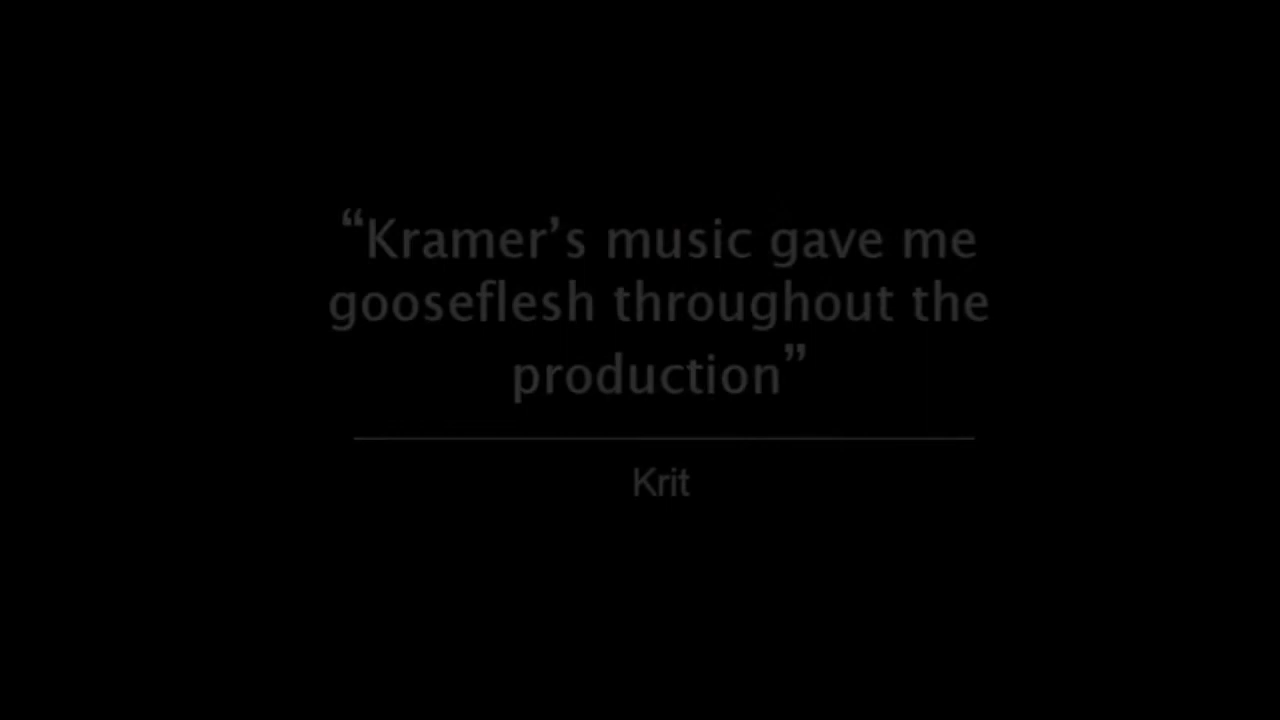 “Kramer’s music gave me
gooseflesh throughout the
production”
Krit